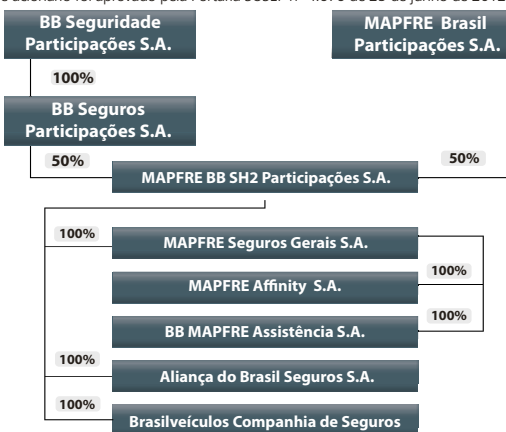 BB Seguridade
Participações S.A.
MAPFRE Brasil
Participações S.A.
100%
BB Seguros
Participações S.A.
50%
50%
MAPFRE BB SH2 Participações S.A.
100%
MAPFRE Seguros Gerais S.A.
100%
MAPFRE Affinity S.A.
100%
BB MAPFRE Assistência S.A.
100%
Aliança do Brasil Seguros S.A.
100%
Brasilveículos Companhia de Seguros